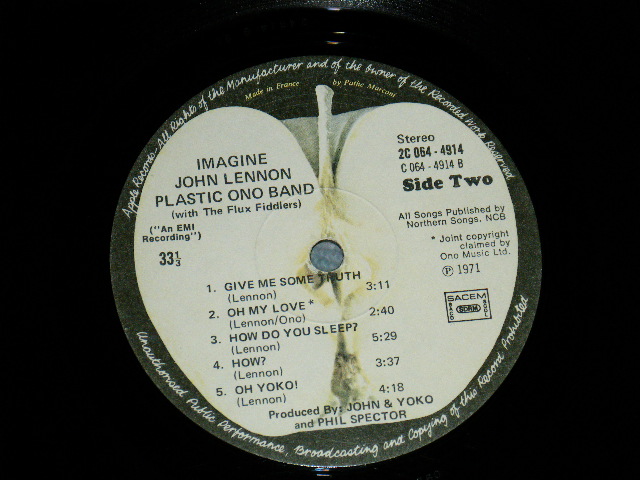 Apple Records. All Rights of the Manufacturer and of the Owner of the Recorded Work Reserved
Made in France by Pathe Marconi
IMAGINE
JOHN LENNON
PLASTIC ONO BAND
(with The Flux Fiddlers)
("An EMI
Recording")
33⅓
Stereo
2C 064 - 4914
C 064 - 4914 B
Side Two
All Songs Published by
Northern Songs, NCB
* Joint copyright
claimed by
Ono Music Ltd.
Ⓟ 1971
SACEM
SDRM
1. GIVE ME SOME TRUTH 3:11
(Lennon)
2. OH MY LOVE * 2:40
(Lennon/Ono)
3. HOW DO YOU SLEEP? 5:29
(Lennon)
4. HOW? 3:37
(Lennon)
5. OH YOKO! 4:18
(Lennon)
Produced By: JOHN & YOKO
and PHIL SPECTOR
Unauthorised Public Performance, Broadcasting and Copying of this Record Prohibited